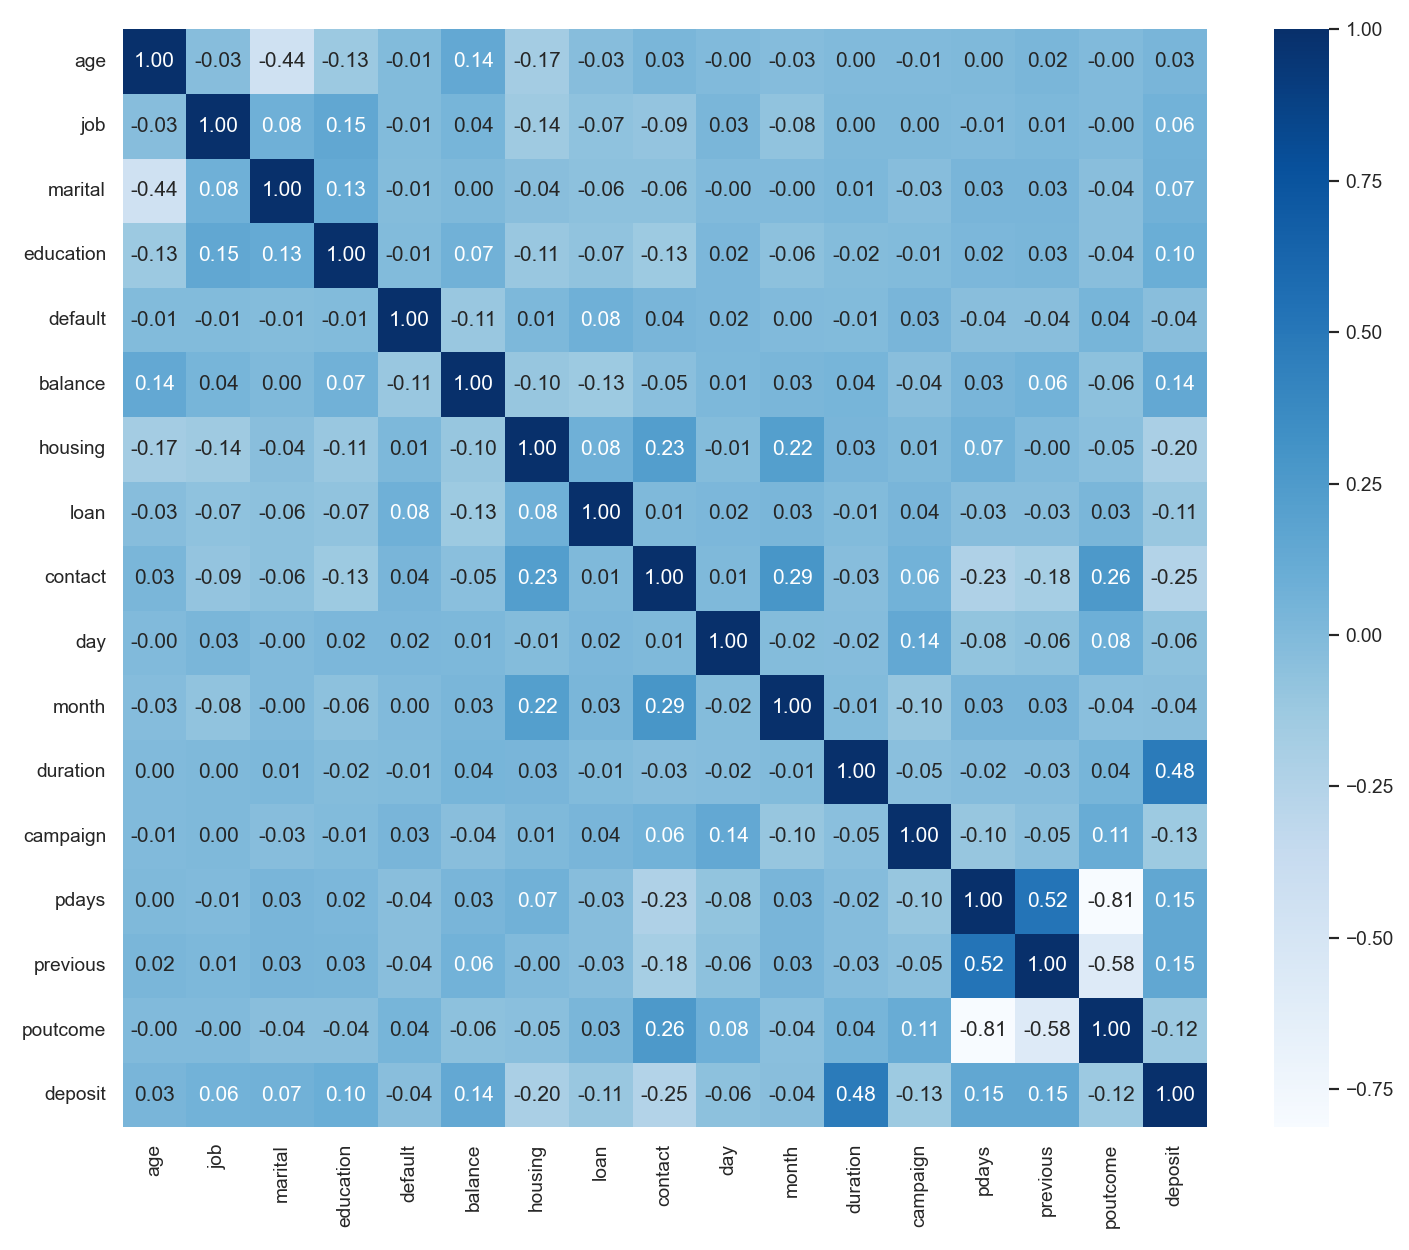 age 1.00 -0.03 -0.44 -0.13 -0.01 0.14 -0.17 -0.03 0.03 -0.00 -0.03 0.00 -0.01 0.00 0.02 -0.00 0.03
job -0.03 1.00 0.08 0.15 -0.01 0.04 -0.14 -0.07 -0.09 0.03 -0.08 0.00 0.00 -0.01 0.01 -0.00 0.06
marital -0.44 0.08 1.00 0.13 -0.01 0.00 -0.04 -0.06 -0.06 -0.00 -0.00 0.01 -0.03 0.03 0.03 -0.04 0.07
education -0.13 0.15 0.13 1.00 -0.01 0.07 -0.11 -0.07 -0.13 0.02 -0.06 -0.02 -0.01 0.02 0.03 -0.04 0.10
default -0.01 -0.01 -0.01 -0.01 1.00 -0.11 0.01 0.08 0.04 0.02 0.00 -0.01 0.03 -0.04 -0.04 0.04 -0.04
balance 0.14 0.04 0.00 0.07 -0.11 1.00 -0.10 -0.13 -0.05 0.01 0.03 0.04 -0.04 0.03 0.06 -0.06 0.14
housing -0.17 -0.14 -0.04 -0.11 0.01 -0.10 1.00 0.08 0.23 -0.01 0.22 0.03 0.01 0.07 -0.00 -0.05 -0.20
loan -0.03 -0.07 -0.06 -0.07 0.08 -0.13 0.08 1.00 0.01 0.02 0.03 -0.01 0.04 -0.03 -0.03 0.03 -0.11
contact 0.03 -0.09 -0.06 -0.13 0.04 -0.05 0.23 0.01 1.00 0.01 0.29 -0.03 0.06 -0.23 -0.18 0.26 -0.25
day -0.00 0.03 -0.00 0.02 0.02 0.01 -0.01 0.02 0.01 1.00 -0.02 -0.02 0.14 -0.08 -0.06 0.08 -0.06
month -0.03 -0.08 -0.00 -0.06 0.00 0.03 0.22 0.03 0.29 -0.02 1.00 -0.01 -0.10 0.03 0.03 -0.04 -0.04
duration 0.00 0.00 0.01 -0.02 -0.01 0.04 0.03 -0.01 -0.03 -0.02 -0.01 1.00 -0.05 -0.02 -0.03 0.04 0.48
campaign -0.01 0.00 -0.03 -0.01 0.03 -0.04 0.01 0.04 0.06 0.14 -0.10 -0.05 1.00 -0.10 -0.05 0.11 -0.13
pdays 0.00 -0.01 0.03 0.02 -0.04 0.03 0.07 -0.03 -0.23 -0.08 0.03 -0.02 -0.10 1.00 0.52 -0.81 0.15
previous 0.02 0.01 0.03 0.03 -0.04 0.06 -0.00 -0.03 -0.18 -0.06 0.03 -0.03 -0.05 0.52 1.00 -0.58 0.15
poutcome -0.00 -0.00 -0.04 -0.04 0.04 -0.06 -0.05 0.03 0.26 0.08 -0.04 0.04 0.11 -0.81 -0.58 1.00 -0.12
deposit 0.03 0.06 0.07 0.10 -0.04 0.14 -0.20 -0.11 -0.25 -0.06 -0.04 0.48 -0.13 0.15 0.15 -0.12 1.00
age job marital education default balance housing loan contact day month duration campaign pdays previous poutcome deposit
1.00
0.75
0.50
0.25
0.00
−0.25
−0.50
−0.75